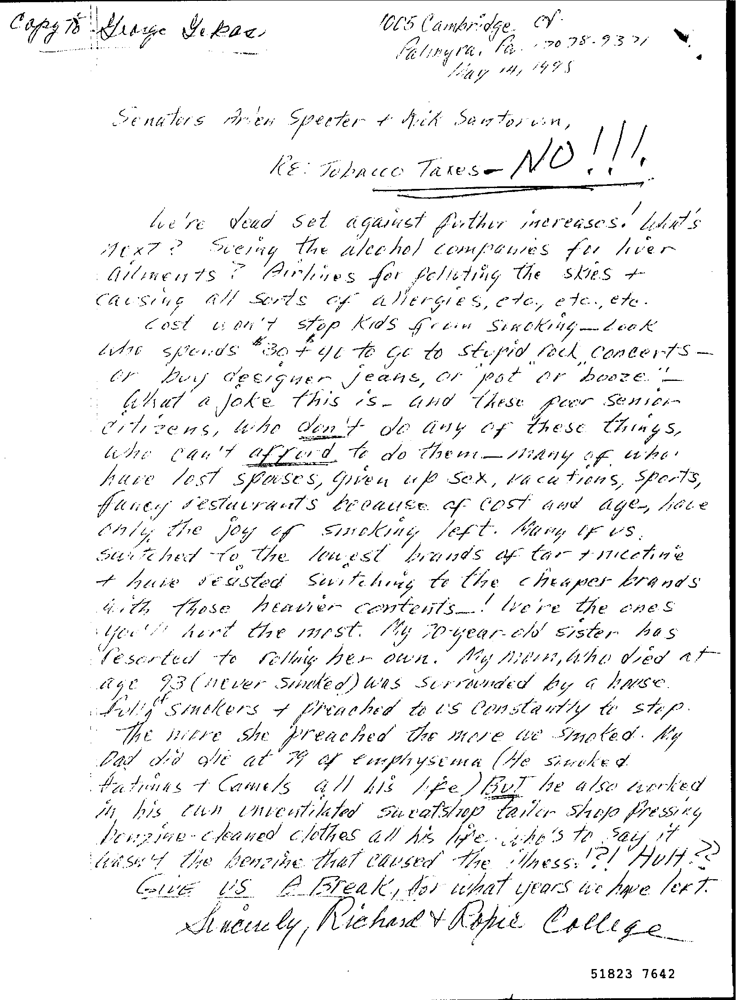 Copy to George Gekas
1005 Cambridge Ct.
Palmyra, Pa. 17078-9371
May 14, 1998
Senators Arlen Specter + Rick Santorum,
RE: Tobacco Taxes - NO!!!
We're dead set against further increases! What's
next? Sueing the alcohol companies for liver
ailments? Airlines for polluting the skies +
causing all sorts of allergies, etc., etc., etc.
Cost won't stop kids from smoking - Look
who spends $30 + $40 to go to stupid rock concerts -
or buy designer jeans, or "pot" or "booze" -
What a joke this is - and these poor senior
citizens, who don't do any of these things,
who can't afford to do them - many of whom
have lost spouses, given up sex, vacations, sports,
fancy restaurants because of cost and age, have
only the joy of smoking left. Many of us
switched to the lowest brands of tar + nicotine
+ have resisted switching to the cheaper brands
with those heavier contents -! We're the ones
you'll hurt the most. My 70-year-old sister has
resorted to rolling her own. My mom, who died at
age 93 (never smoked) was surrounded by a house
full of smokers + preached to us constantly to stop.
The more she preached the more we smoked. My
Dad did die at 79 of emphysema (He smoked
Fatimas + Camels all his life) BUT he also worked
in his own unventilated sweatshop tailor shop pressing
benzine-cleaned clothes all his life. Who's to say it
wasn't the benzine that caused the illness!?! HUH??
GIVE US A Break, for what years we have left.
Sincerely, Richard + College
51823 7642